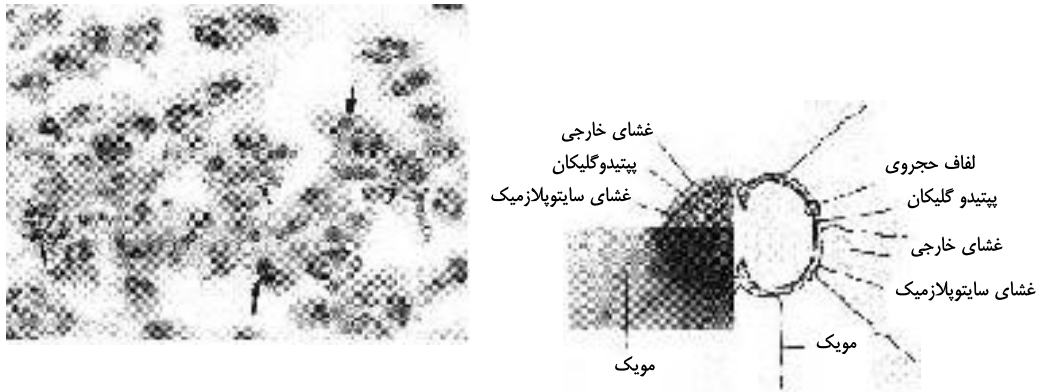 غشای خارجی
پپتیدوگلیکان
غشای سایتوپلازمیک
مویک
لفاف حجروی
پپتیدو گلیکان
غشای خارجی
غشای سایتوپلازمیک
مویک